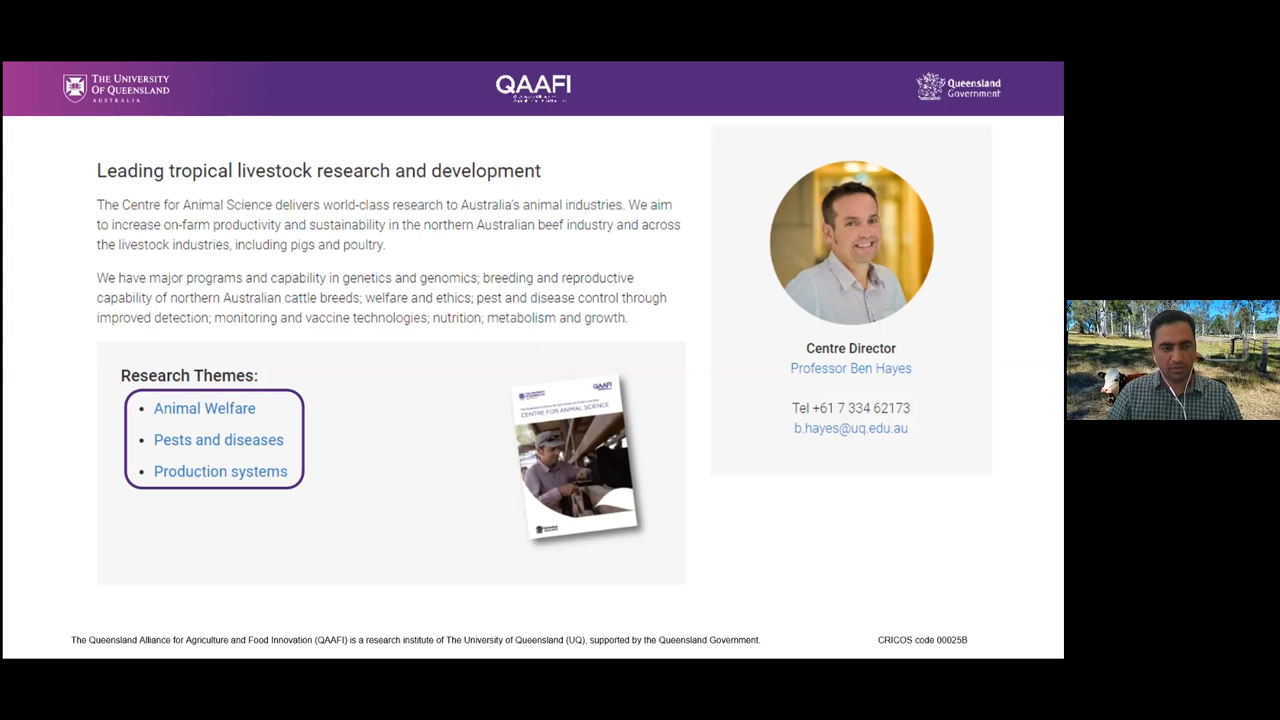 THE UNIVERSITY
OF QUEENSLAND
AUSTRALIA
QAAFI
Queensland
Government
Leading tropical livestock research and development
The Centre for Animal Science delivers world-class research to Australia's animal industries. We aim
to increase on-farm productivity and sustainability in the northern Australian beef industry and across
the livestock industries, including pigs and poultry.
We have major programs and capability in genetics and genomics; breeding and reproductive
capability of northern Australian cattle breeds; welfare and ethics; pest and disease control through
improved detection; monitoring and vaccine technologies; nutrition; metabolism and growth.
Research Themes:
• Animal Welfare
• Pests and diseases
• Production systems
QAAFI
CENTRE FOR ANIMAL SCIENCE
Centre Director
Professor Ben Hayes
Tel +61 7 334 62173
b.hayes@uq.edu.au
The Queensland Alliance for Agriculture and Food Innovation (QAAFI) is a research institute of The University of Queensland (UQ), supported by the Queensland Government.
CRICOS code 00025B